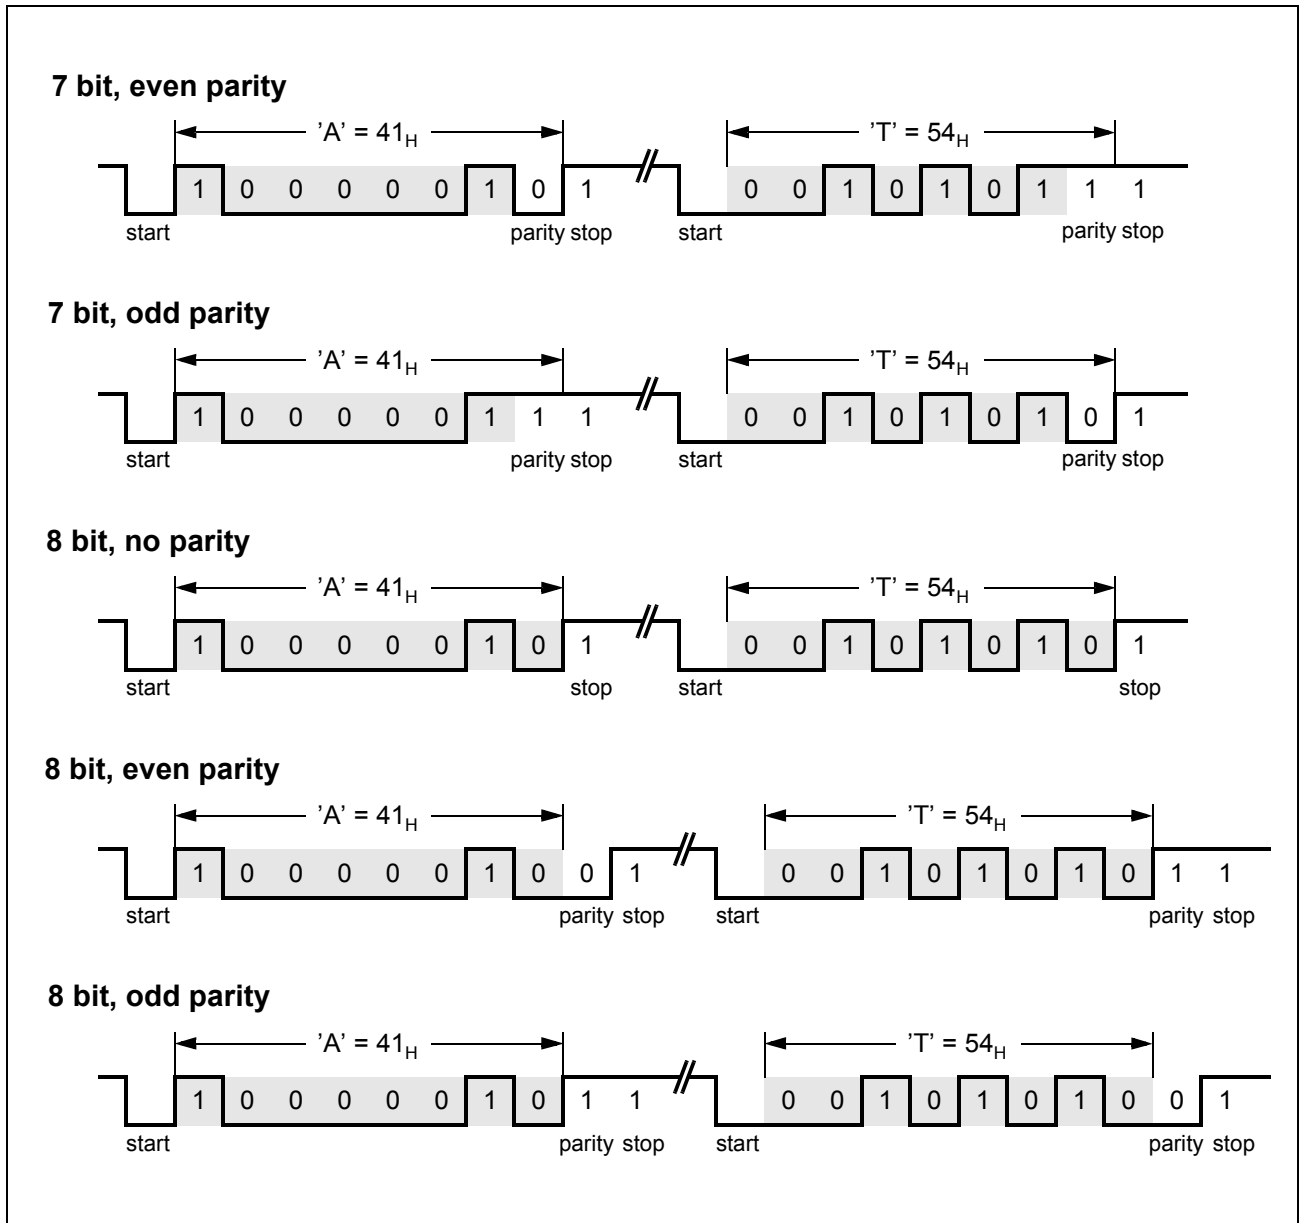 7 bit, even parity
’A’ = 41H ’T’ = 54H
1 0 0 0 0 0 1 0 1 0 0 1 0 1 0 1 1 1
start parity stop start parity stop
7 bit, odd parity
’A’ = 41H ’T’ = 54H
1 0 0 0 0 0 1 1 1 0 0 1 0 1 0 1 0 1
start parity stop start parity stop
8 bit, no parity
’A’ = 41H ’T’ = 54H
1 0 0 0 0 0 1 0 1 0 0 1 0 1 0 1 0 1
start stop start stop
8 bit, even parity
’A’ = 41H ’T’ = 54H
1 0 0 0 0 0 1 0 0 1 0 0 1 0 1 0 1 0 1 1
start parity stop start parity stop
8 bit, odd parity
’A’ = 41H ’T’ = 54H
1 0 0 0 0 0 1 0 1 1 0 0 1 0 1 0 1 0 0 1
start parity stop start parity stop